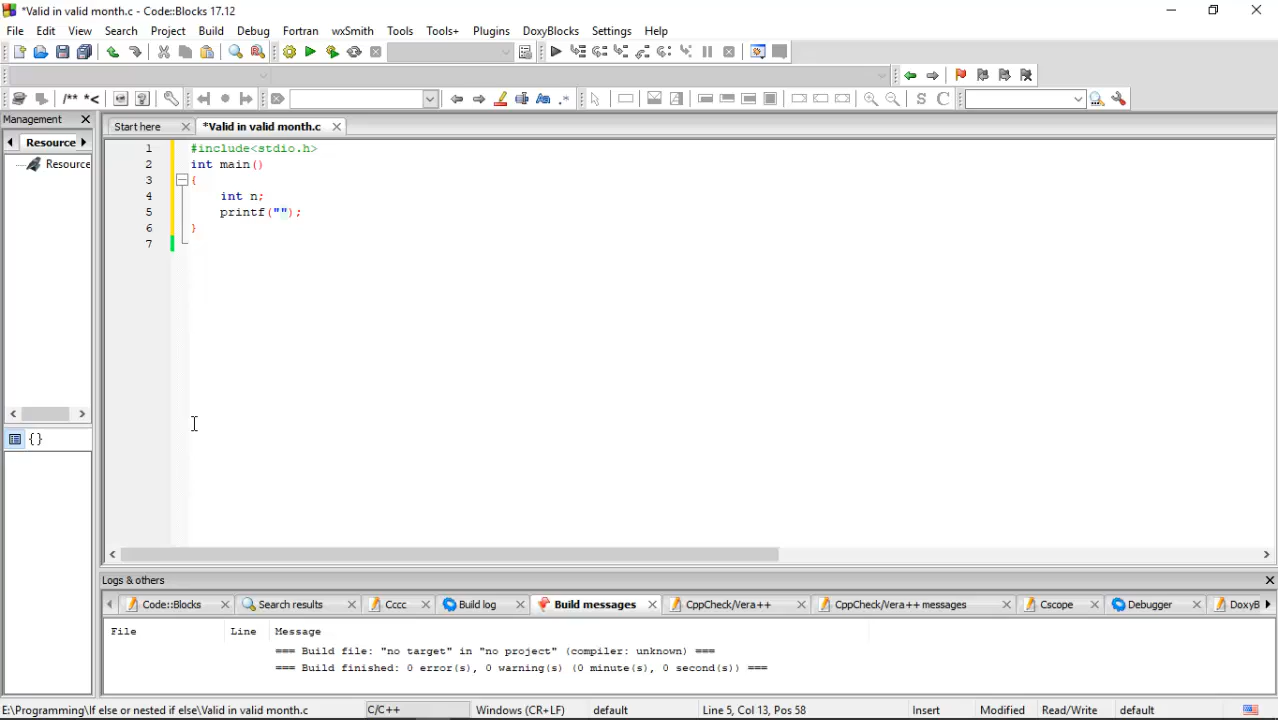 *Valid in valid month.c - Code::Blocks 17.12
File Edit View Search Project Build Debug Fortran wxSmith Tools Tools+ Plugins DoxyBlocks Settings Help
/** *<
.*
S C
Management
Start here
*Valid in valid month.c
Resource
Resource
1 #include<stdio.h>
2 int main()
3 {
4 int n;
5 printf("");
6 }
7
{}
Logs & others
Code::Blocks Search results Cccc Build log Build messages CppCheck/Vera++ CppCheck/Vera++ messages Cscope Debugger DoxyB
File Line Message
=== Build file: "no target" in "no project" (compiler: unknown) ===
=== Build finished: 0 error(s), 0 warning(s) (0 minute(s), 0 second(s)) ===
E:\Programming\If else or nested if else\Valid in valid month.c C/C++ Windows (CR+LF) default Line 5, Col 13, Pos 58 Insert Modified Read/Write default